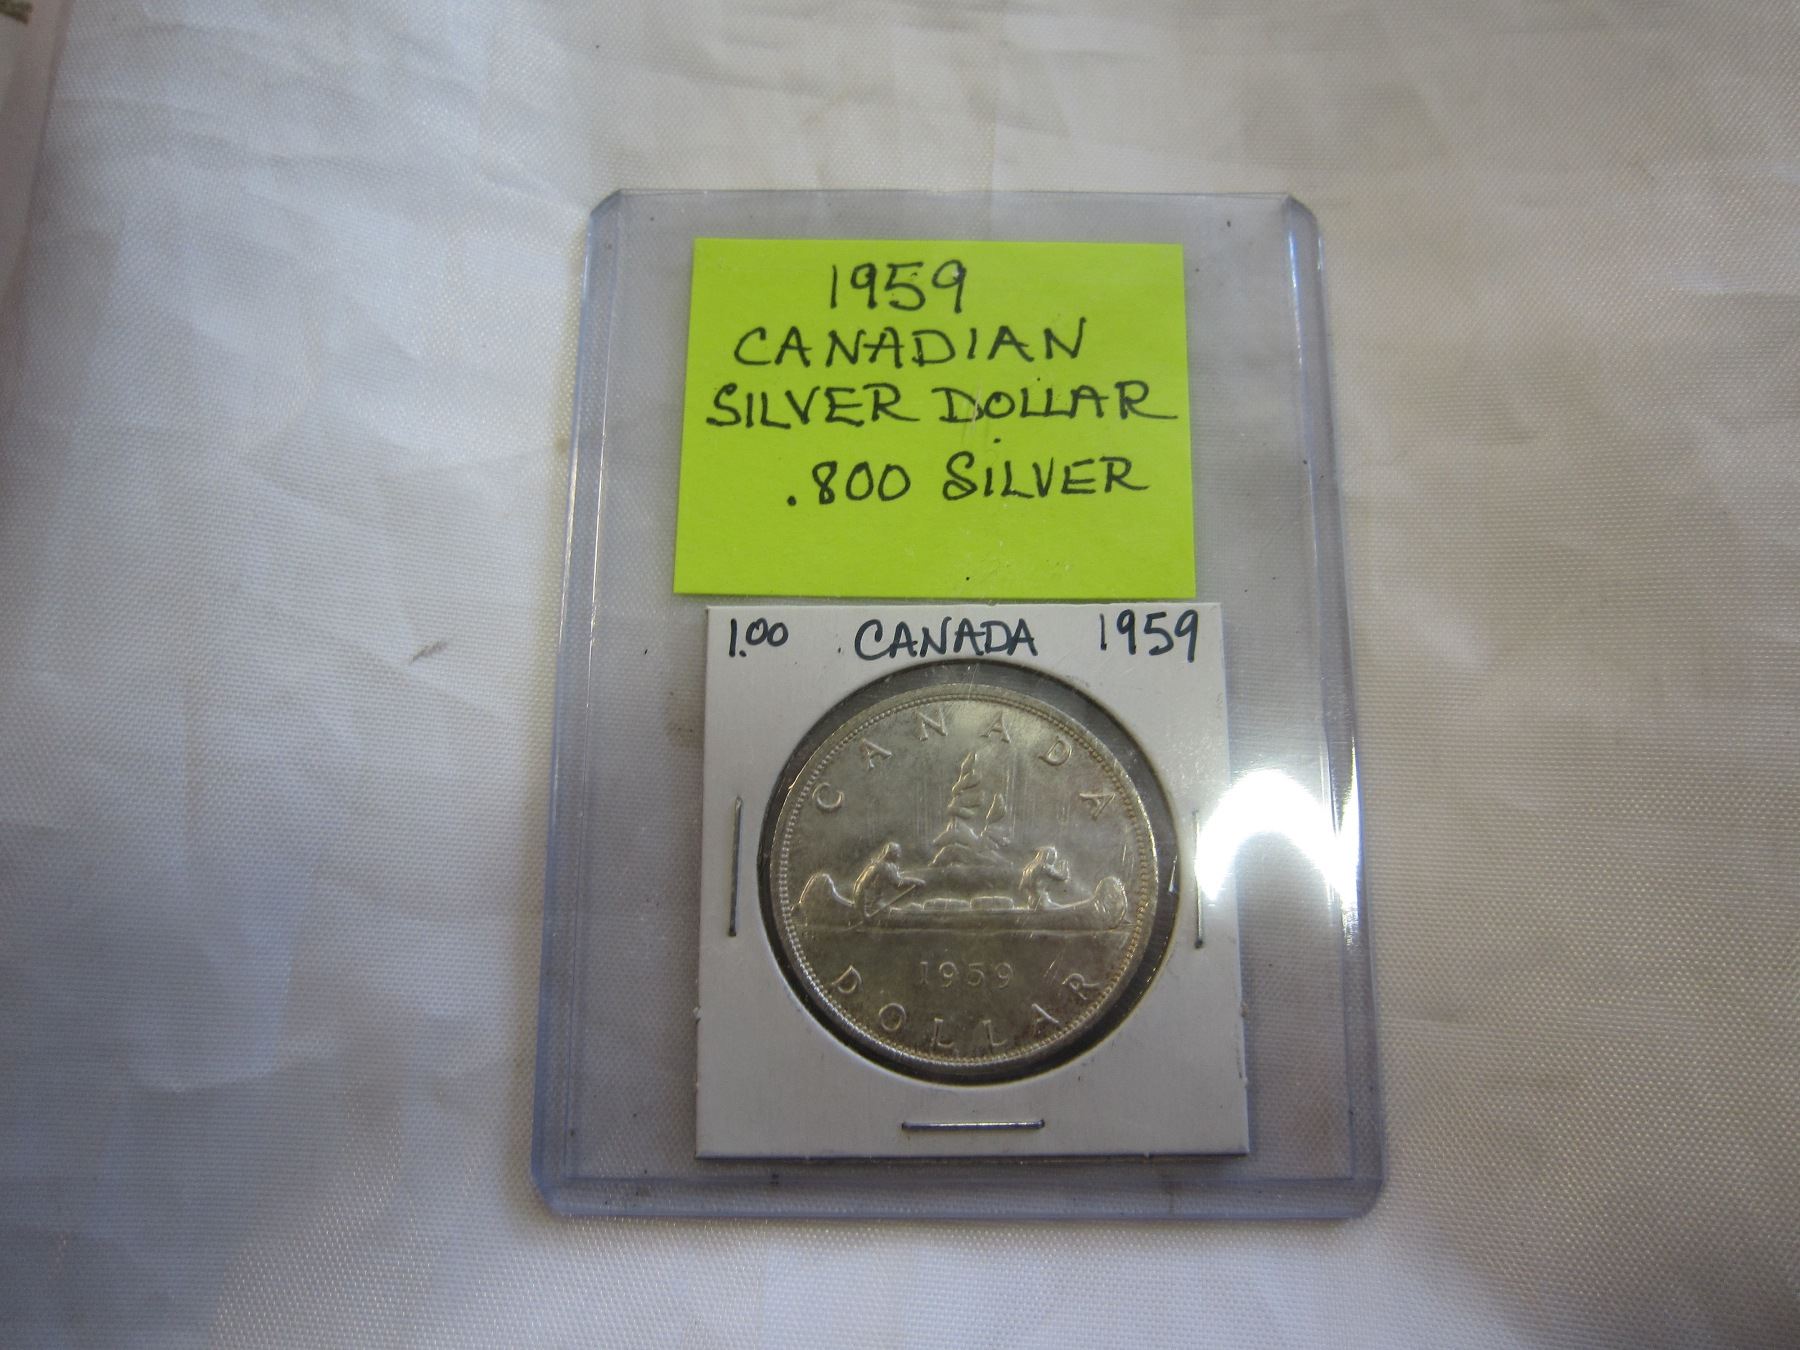 1959
CANADIAN
SILVER DOLLAR
.800 SILVER
1.00 CANADA 1959
CANADA
1959
DOLLAR